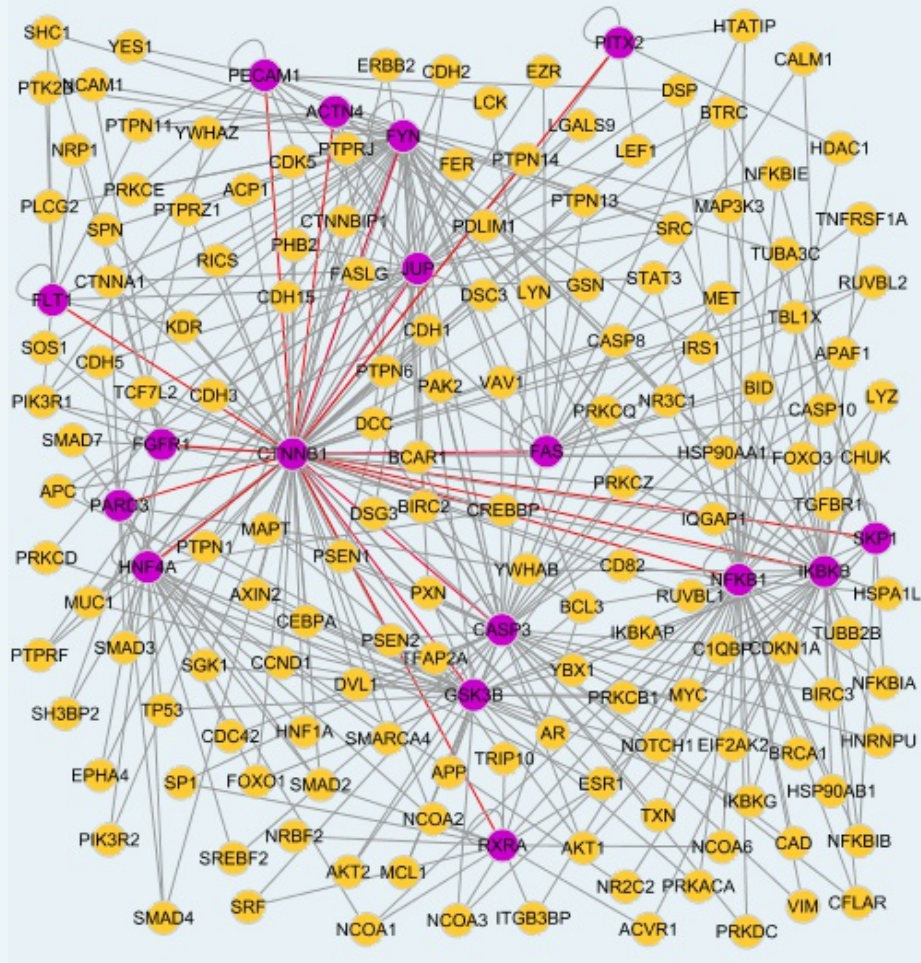 SHC1
YES1
PITX2
HTATIP
PECAM1
ERBB2
CDH2
EZR
CALM1
PTK2B
NCAM1
LCK
DSP
ACTN4
PTPN11
YWHAZ
FYN
LGALS9
BTRC
NRP1
CDK5
PTPRJ
FER
PTPN14
LEF1
HDAC1
PRKCE
ACP1
NFKBIE
PLCG2
PTPRZ1
CTNNBIP1
PTPN13
MAP3K3
TNFRSF1A
SPN
PHB2
PDLIM1
SRC
TUBA3C
RICS
FASLG
JUP
CTNNA1
STAT3
RUVBL2
FLT1
CDH15
DSC3
LYN
GSN
MET
KDR
CDH1
TBL1X
SOS1
CDH5
CASP8
IRS1
APAF1
PTPN6
PIK3R1
TCF7L2
CDH3
PAK2
VAV1
BID
LYZ
PRKCQ
NR3C1
CASP10
SMAD7
FGFR1
DCC
CTNNB1
BCAR1
FAS
HSP90AA1
FOXO3
CHUK
APC
PARD3
PRKCZ
DSG3
BIRC2
CREBBP
TGFBR1
IQGAP1
MAPT
SKP1
PRKCD
PTPN1
PSEN1
HNF4A
YWHAB
CD82
NFKB1
IKBKB
MUC1
AXIN2
PXN
RUVBL1
HSPA1L
CEBPA
BCL3
PTPRF
SMAD3
PSEN2
CASP3
IKBKAP
TUBB2B
SGK1
CCND1
TFAP2A
YBX1
C1QBP
CDKN1A
DVL1
GSK3B
NFKBIA
SH3BP2
TP53
PRKCB1
MYC
BIRC3
CDC42
HNF1A
SMARCA4
AR
NOTCH1
EIF2AK2
HNRNPU
EPHA4
SP1
FOXO1
SMAD2
APP
TRIP10
ESR1
BRCA1
HSP90AB1
TXN
IKBKG
PIK3R2
NRBF2
NCOA2
RXRA
SREBF2
AKT2
MCL1
AKT1
NCOA6
CAD
NFKBIB
SMAD4
SRF
NR2C2
PRKACA
NCOA1
NCOA3
ITGB3BP
ACVR1
VIM
CFLAR
PRKDC